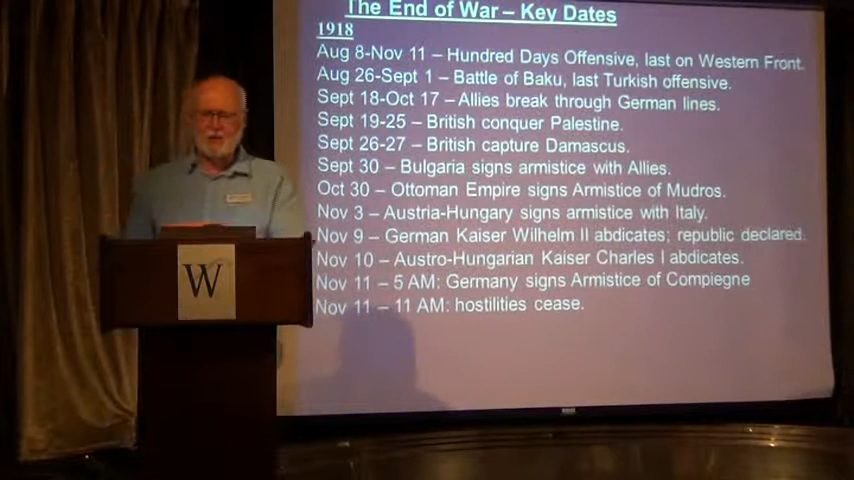 The End of War – Key Dates
1918
Aug 8-Nov 11 – Hundred Days Offensive, last on Western Front.
Aug 26-Sept 1 – Battle of Baku, last Turkish offensive.
Sept 18-Oct 17 – Allies break through German lines.
Sept 19-25 – British conquer Palestine.
Sept 26-27 – British capture Damascus.
Sept 30 – Bulgaria signs armistice with Allies.
Oct 30 – Ottoman Empire signs Armistice of Mudros.
Nov 3 – Austria-Hungary signs armistice with Italy.
Nov 9 – German Kaiser Wilhelm II abdicates; republic declared.
Nov 10 – Austro-Hungarian Kaiser Charles I abdicates.
Nov 11 – 5 AM: Germany signs Armistice of Compiegne
Nov 11 – 11 AM: hostilities cease.
W